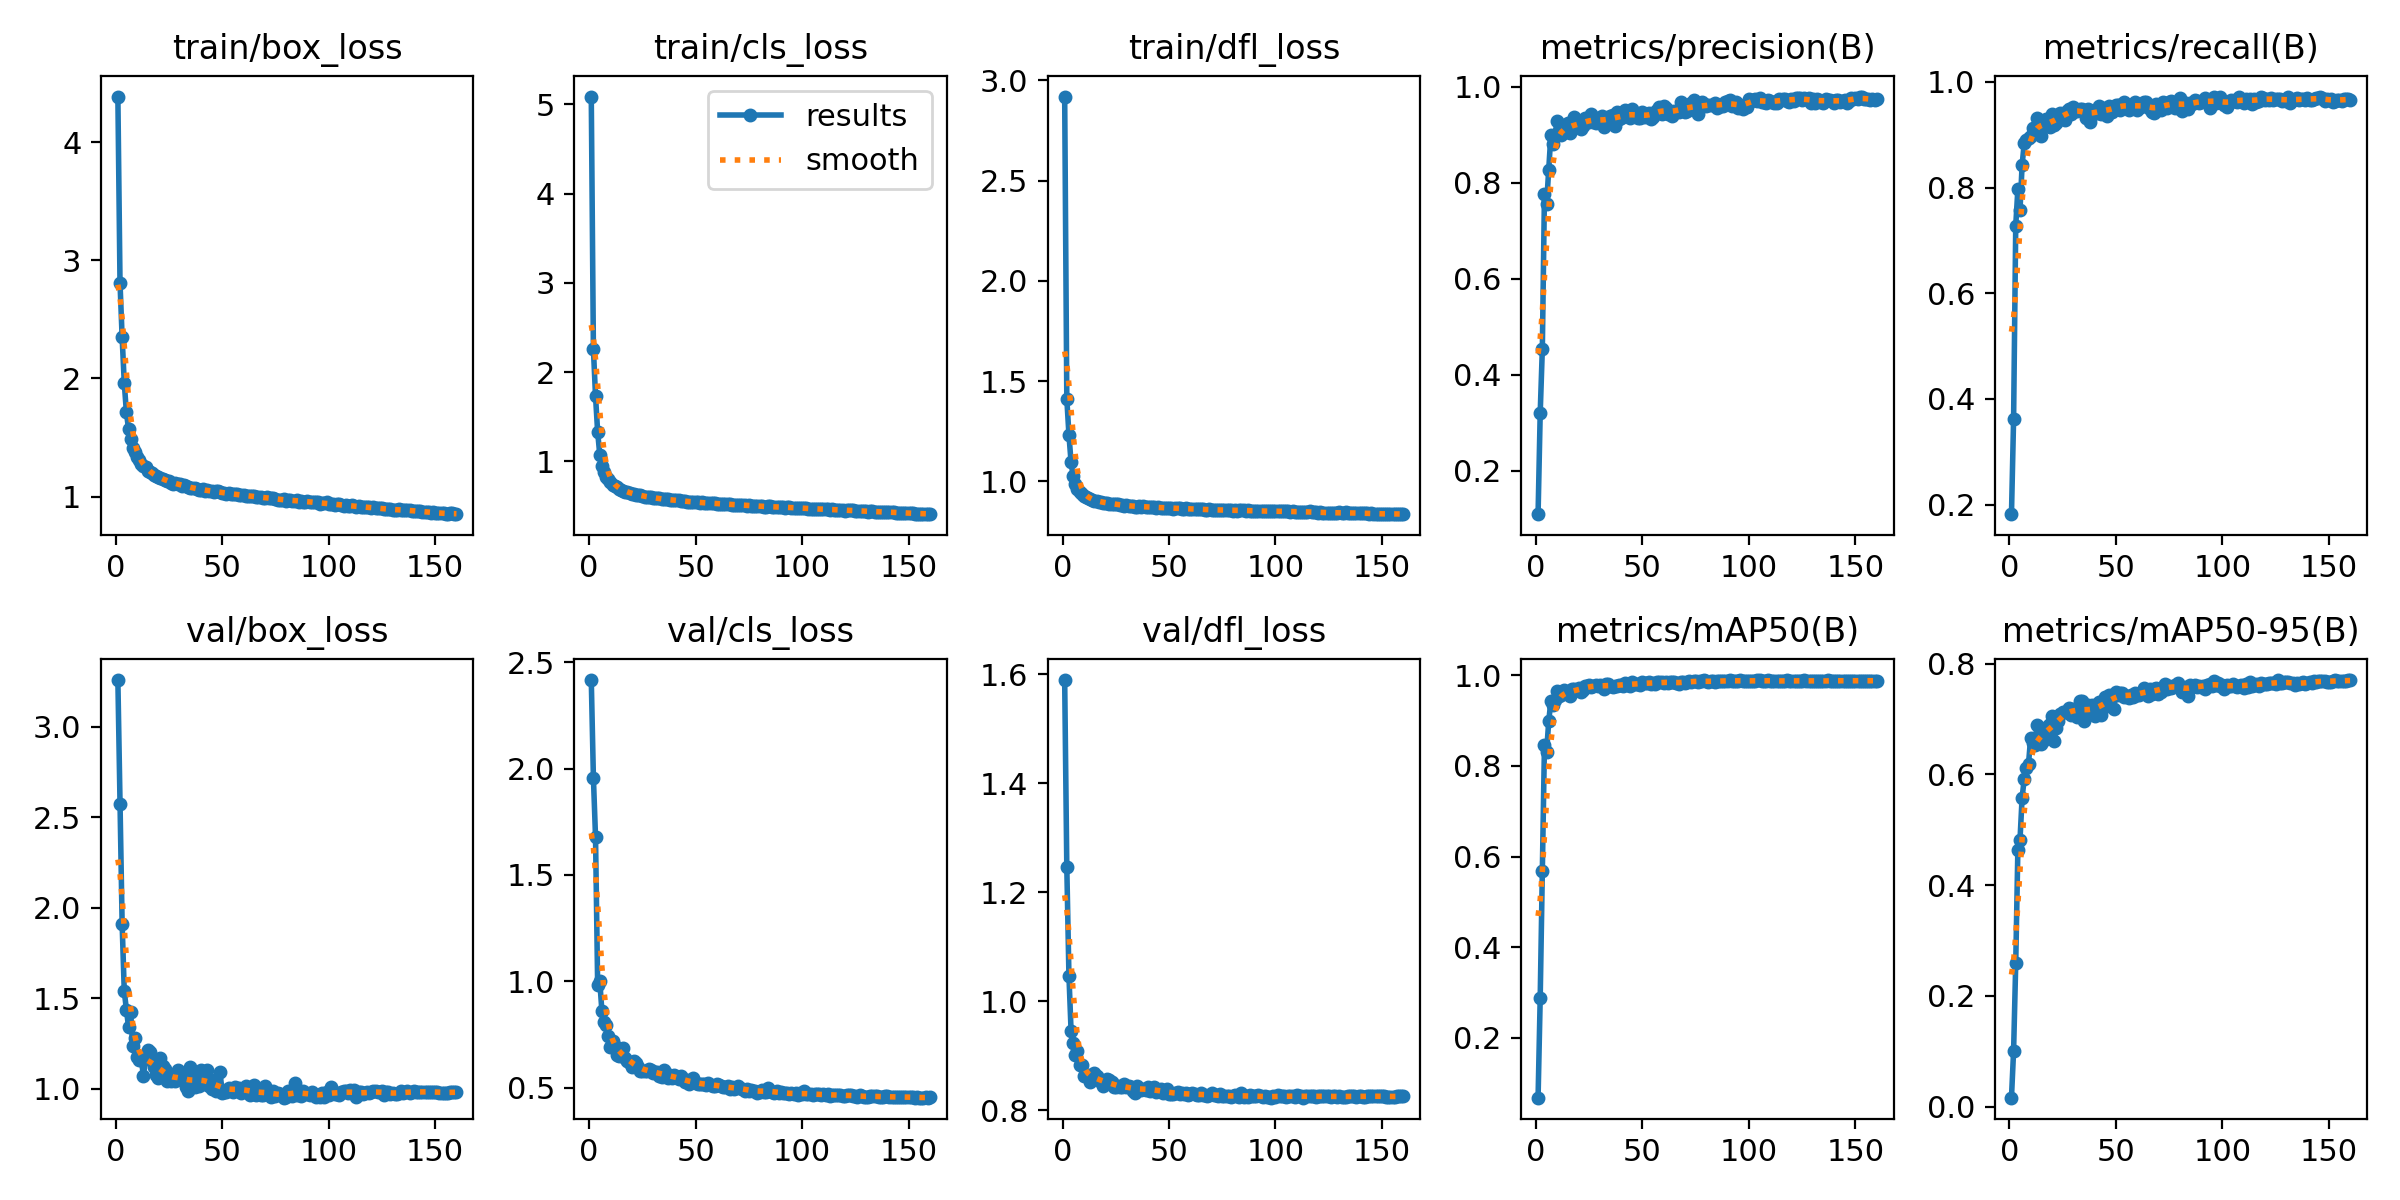 train/box_loss
4
3
2
1
0 50 100 150
train/cls_loss
results
smooth
5
4
3
2
1
0 50 100 150
train/dfl_loss
3.0
2.5
2.0
1.5
1.0
0 50 100 150
metrics/precision(B)
1.0
0.8
0.6
0.4
0.2
0 50 100 150
metrics/recall(B)
1.0
0.8
0.6
0.4
0.2
0 50 100 150
val/box_loss
3.0
2.5
2.0
1.5
1.0
0 50 100 150
val/cls_loss
2.5
2.0
1.5
1.0
0.5
0 50 100 150
val/dfl_loss
1.6
1.4
1.2
1.0
0.8
0 50 100 150
metrics/mAP50(B)
1.0
0.8
0.6
0.4
0.2
0 50 100 150
metrics/mAP50-95(B)
0.8
0.6
0.4
0.2
0.0
0 50 100 150